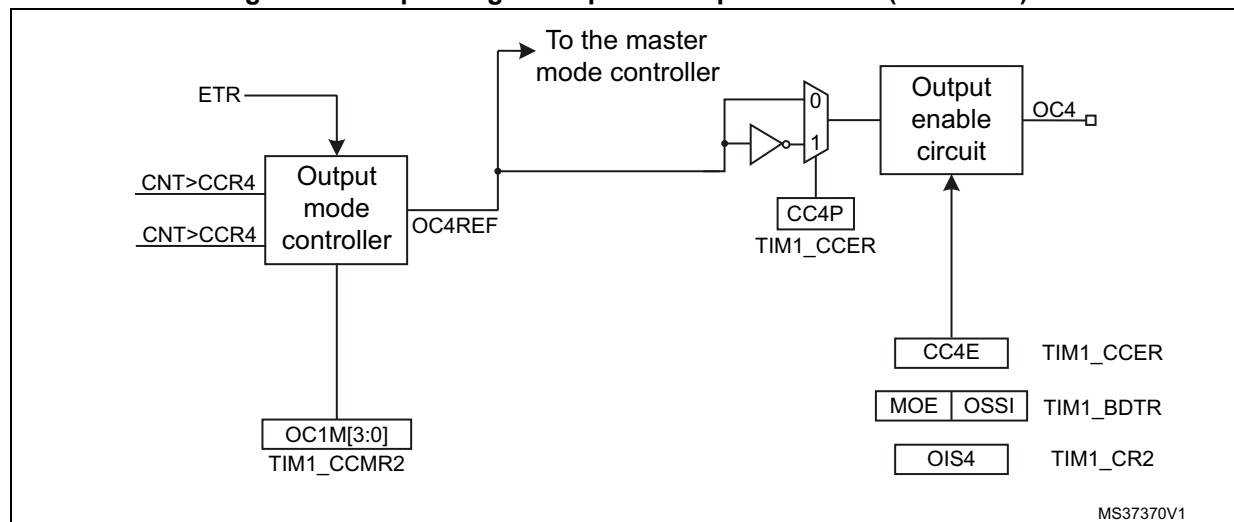 To the master
mode controller
ETR
0
Output
enable
circuit
OC4
1
CNT>CCR4
Output
mode
controller
OC4REF
CNT>CCR4
CC4P
TIM1_CCER
CC4E
TIM1_CCER
MOE
OSSI
TIM1_BDTR
OC1M[3:0]
TIM1_CCMR2
OIS4
TIM1_CR2
MS37370V1